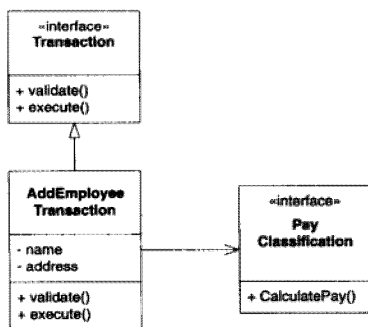 «interface»
Transaction
+ validate()
+ execute()
AddEmployee
Transaction
- name
- address
+ validate()
+ execute()
«interface»
Pay
Classification
+ CalculatePay()